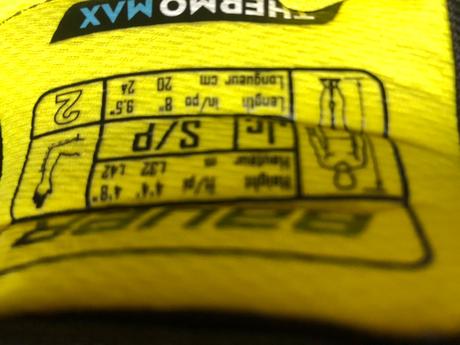 BAUER
Height ft/pi 4'4" 4'8"
Hauteur m 1,32 1,42
Jr S/P
Length in/po 8" 9.5"
Longueur cm 20 24
2
THERMO MAX